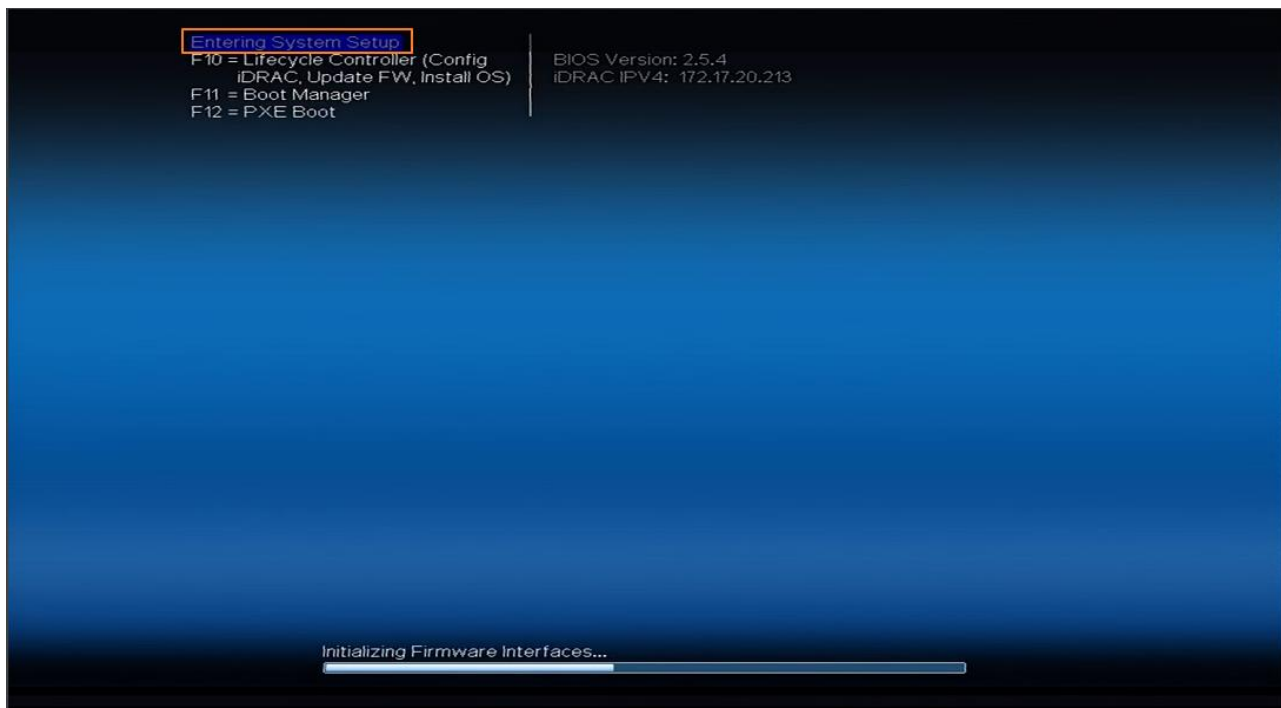 Entering System Setup
F10 = Lifecycle Controller (Config
iDRAC, Update FW, Install OS)
F11 = Boot Manager
F12 = PXE Boot
BIOS Version: 2.5.4
iDRAC IPV4: 172.17.20.213
Initializing Firmware Interfaces...